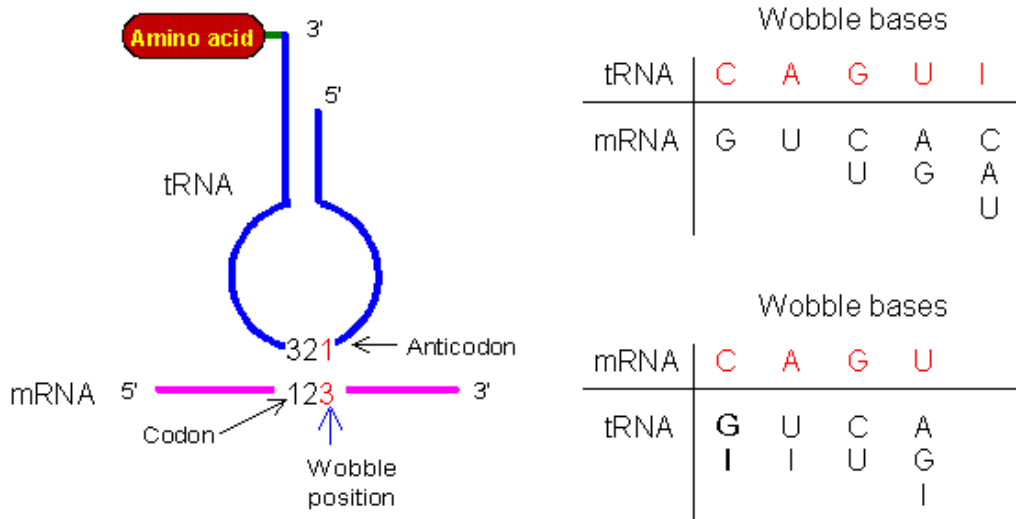 Amino acid
3'
5'
tRNA
321
Anticodon
mRNA 5' 123 3'
Codon
Wobble
position
Wobble bases
tRNA C A G U I
mRNA G U C A C
U G A
U
Wobble bases
mRNA C A G U
tRNA G U C A
I I U G
I